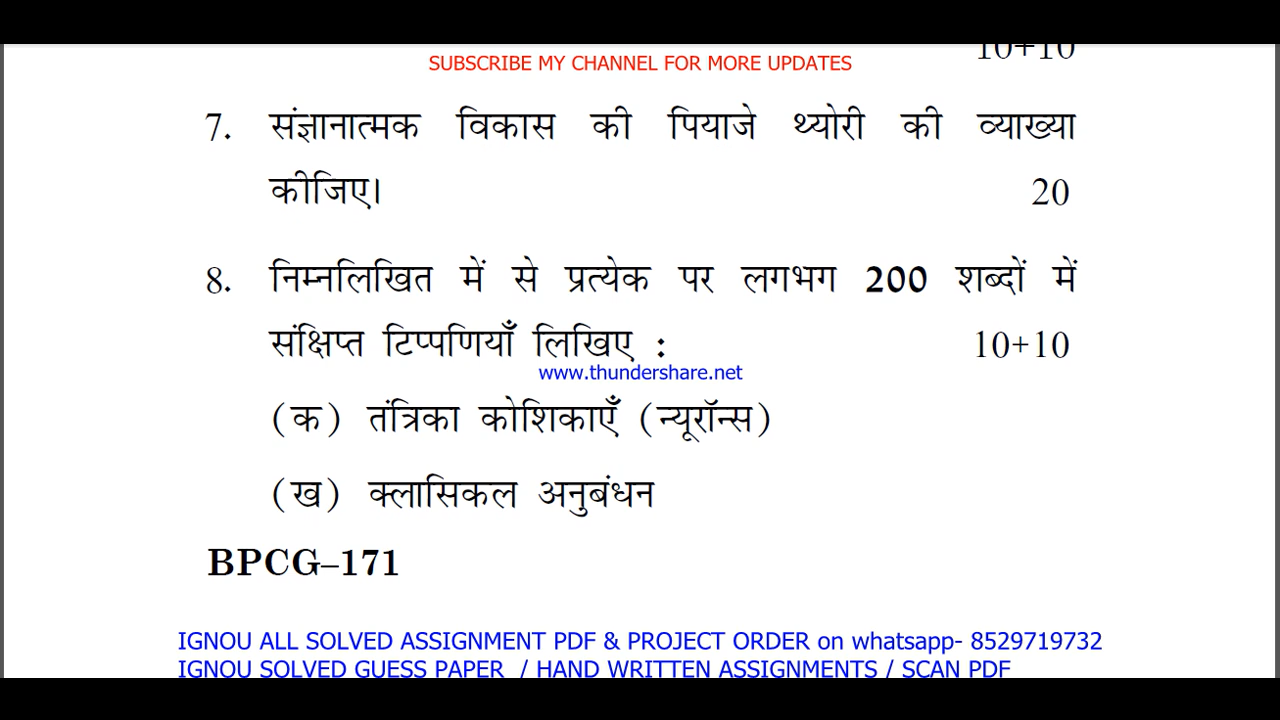 10+10
SUBSCRIBE MY CHANNEL FOR MORE UPDATES
7. संज्ञानात्मक विकास की पियाजे थ्योरी की व्याख्या
कीजिए। 20
8. निम्नलिखित में से प्रत्येक पर लगभग 200 शब्दों में
संक्षिप्त टिप्पणियाँ लिखिए : 10+10
www.thundershare.net
(क) तंत्रिका कोशिकाएँ (न्यूरॉन्स)
(ख) क्लासिकल अनुबंधन
BPCG–171
IGNOU ALL SOLVED ASSIGNMENT PDF & PROJECT ORDER on whatsapp- 8529719732
IGNOU SOLVED GUESS PAPER / HAND WRITTEN ASSIGNMENTS / SCAN PDF